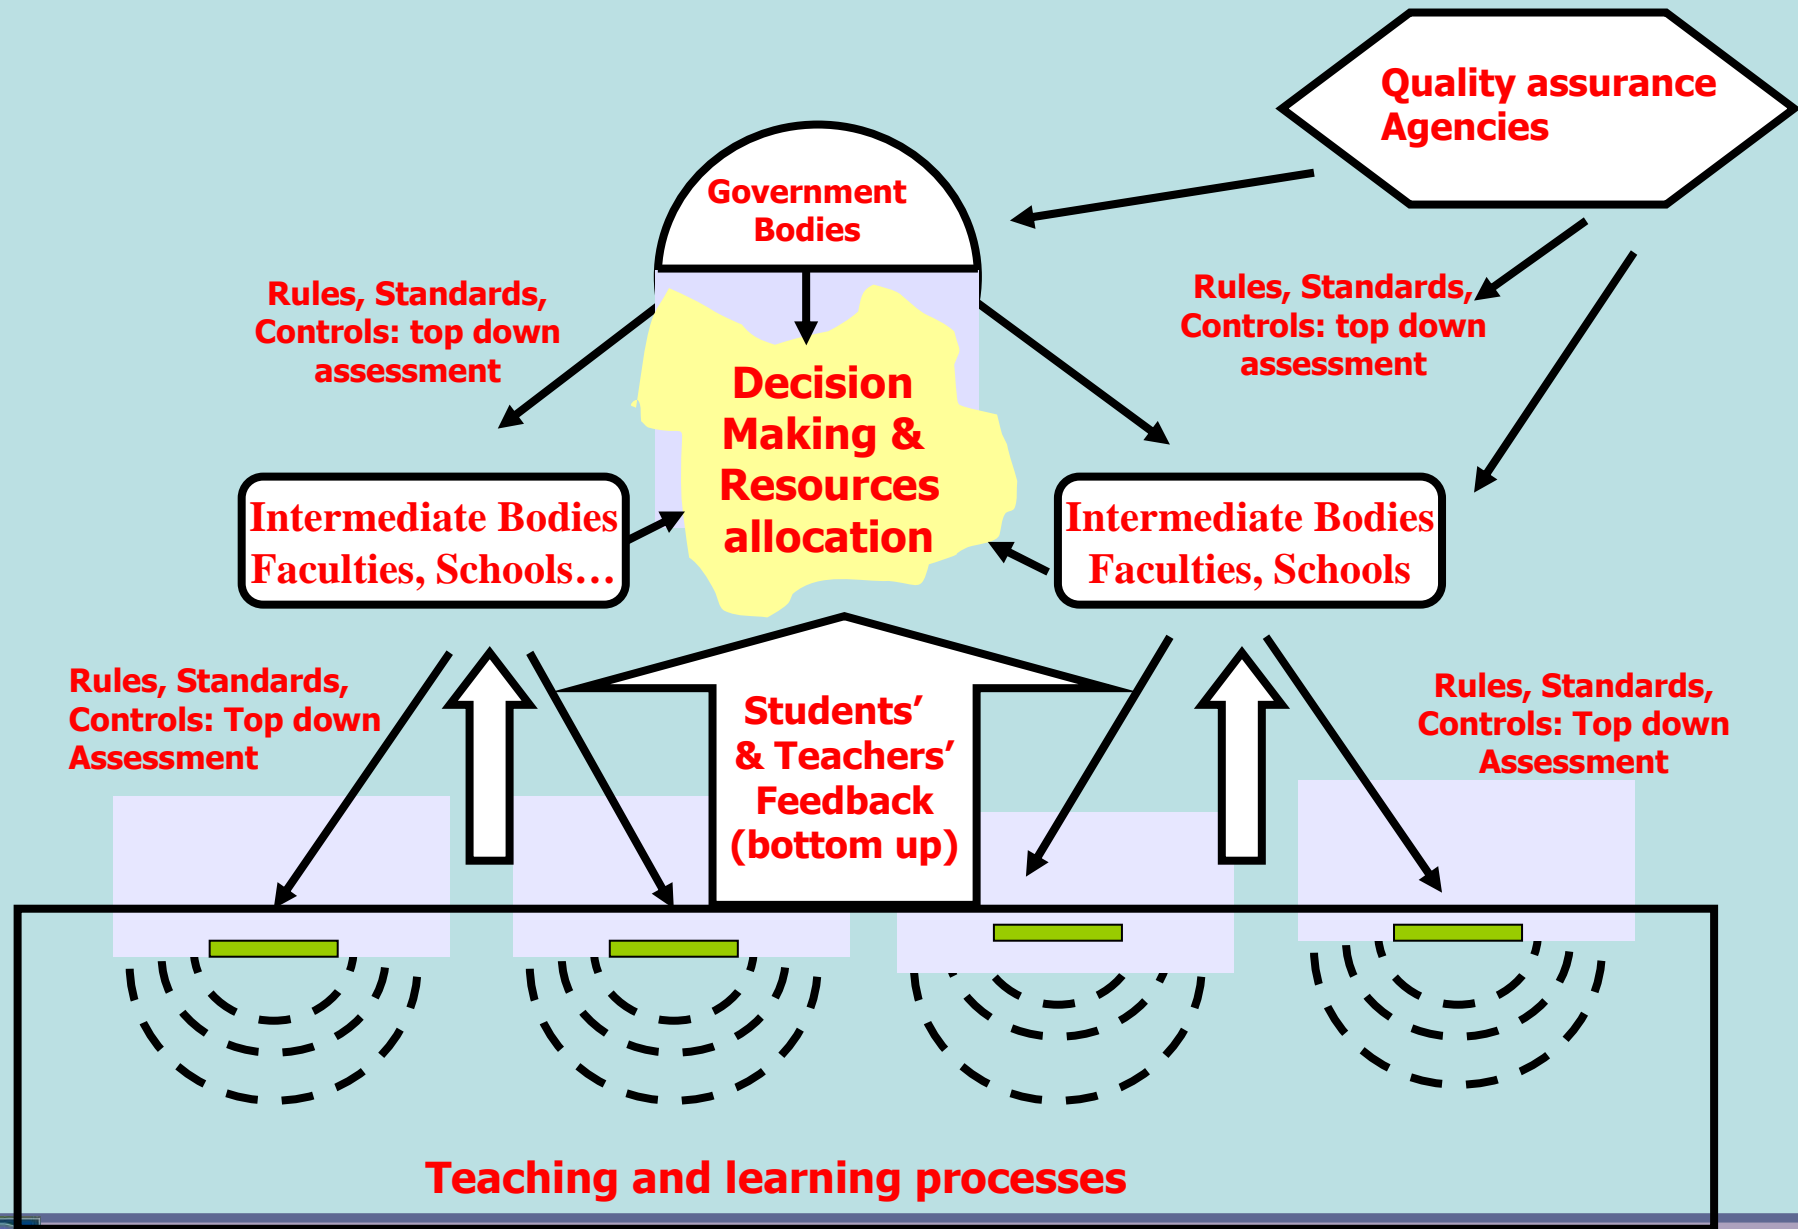 Quality assurance
Agencies
Government
Bodies
Rules, Standards,
Controls: top down
assessment
Rules, Standards,
Controls: top down
assessment
Decision
Making &
Resources
allocation
Intermediate Bodies
Faculties, Schools…
Intermediate Bodies
Faculties, Schools
Rules, Standards,
Controls: Top down
Assessment
Students’
& Teachers’
Feedback
(bottom up)
Rules, Standards,
Controls: Top down
Assessment
Teaching and learning processes